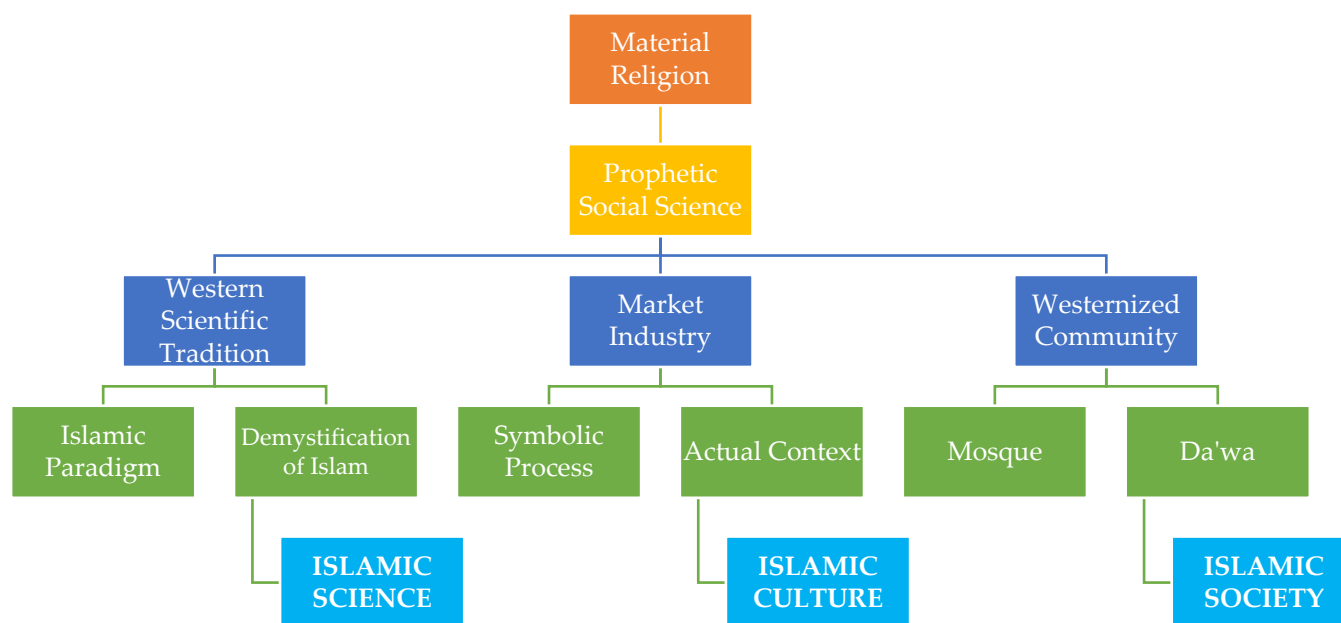 Material
Religion
Prophetic
Social Science
Western
Scientific
Tradition
Market
Industry
Westernized
Community
Islamic
Paradigm
Demystification
of Islam
Symbolic
Process
Actual Context
Mosque
Da'wa
ISLAMIC
SCIENCE
ISLAMIC
CULTURE
ISLAMIC
SOCIETY